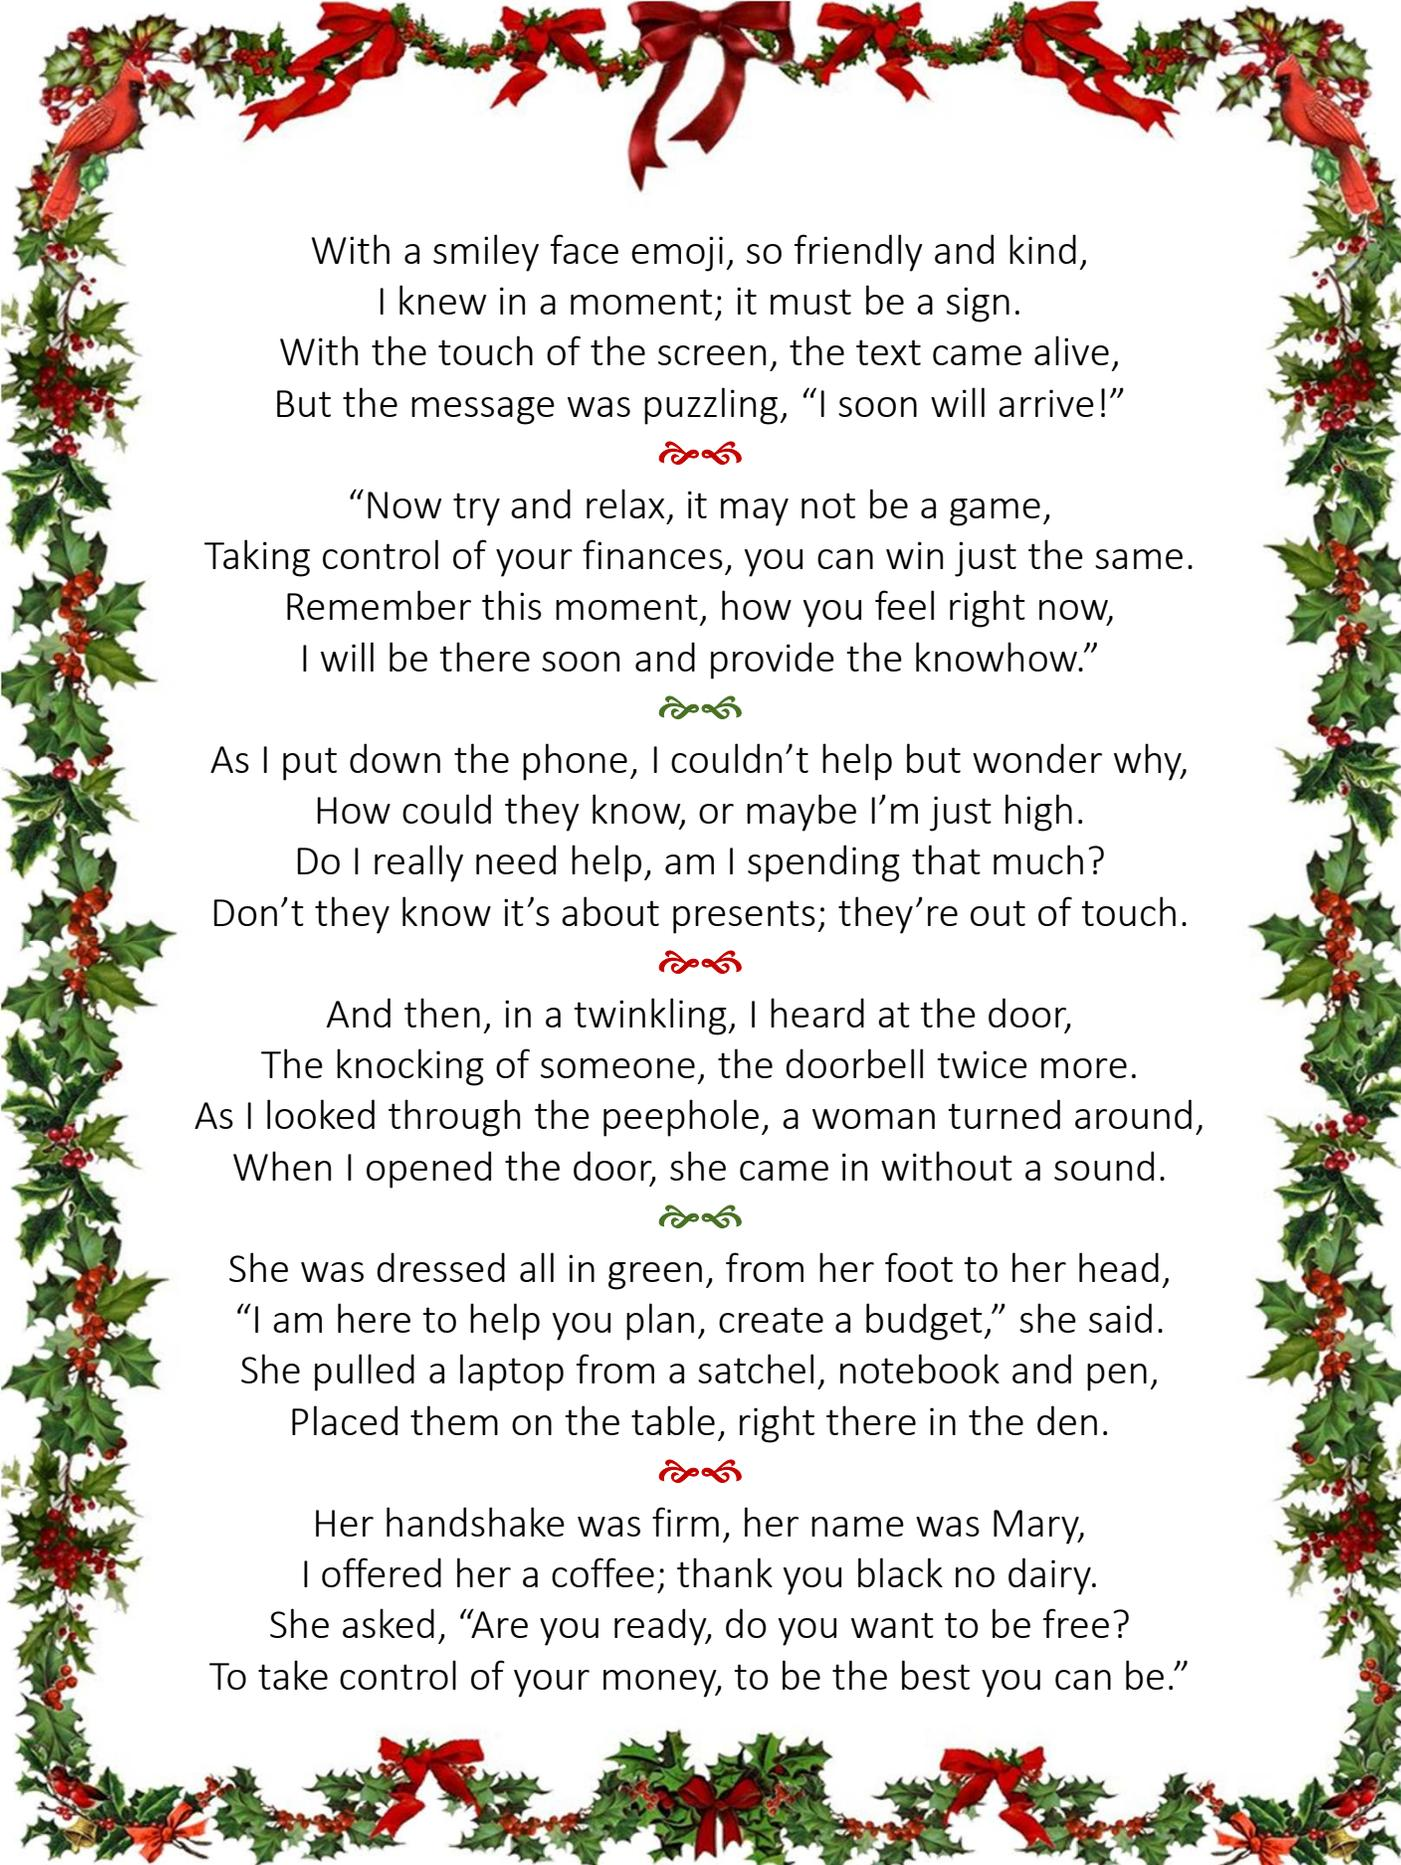 With a smiley face emoji, so friendly and kind,
I knew in a moment; it must be a sign.
With the touch of the screen, the text came alive,
But the message was puzzling, “I soon will arrive!”
“Now try and relax, it may not be a game,
Taking control of your finances, you can win just the same.
Remember this moment, how you feel right now,
I will be there soon and provide the knowhow.”
As I put down the phone, I couldn’t help but wonder why,
How could they know, or maybe I’m just high.
Do I really need help, am I spending that much?
Don’t they know it’s about presents; they’re out of touch.
And then, in a twinkling, I heard at the door,
The knocking of someone, the doorbell twice more.
As I looked through the peephole, a woman turned around,
When I opened the door, she came in without a sound.
She was dressed all in green, from her foot to her head,
“I am here to help you plan, create a budget,” she said.
She pulled a laptop from a satchel, notebook and pen,
Placed them on the table, right there in the den.
Her handshake was firm, her name was Mary,
I offered her a coffee; thank you black no dairy.
She asked, “Are you ready, do you want to be free?
To take control of your money, to be the best you can be.”